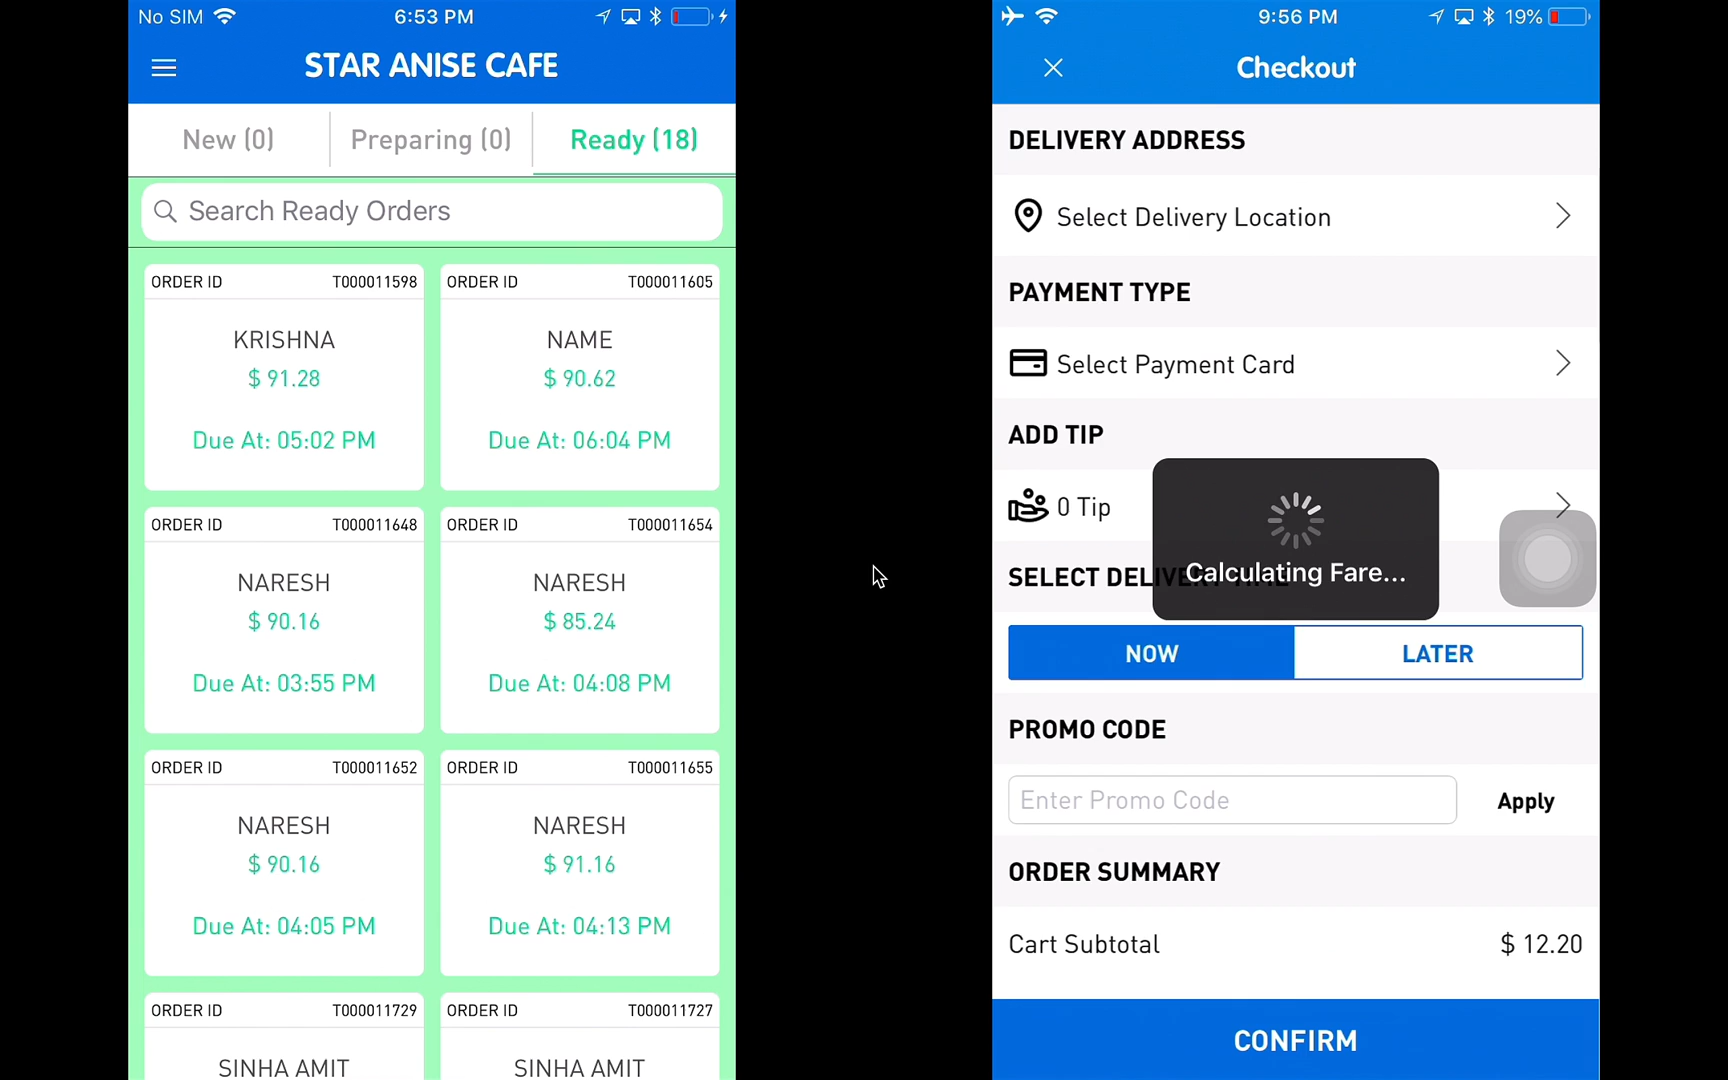 No SIM 6:53 PM
STAR ANISE CAFE
New (0) Preparing (0) Ready (18)
Search Ready Orders
ORDER ID T000011598
KRISHNA
$ 91.28
Due At: 05:02 PM
ORDER ID T000011605
NAME
$ 90.62
Due At: 06:04 PM
ORDER ID T000011648
NARESH
$ 90.16
Due At: 03:55 PM
ORDER ID T000011654
NARESH
$ 85.24
Due At: 04:08 PM
ORDER ID T000011652
NARESH
$ 90.16
Due At: 04:05 PM
ORDER ID T000011655
NARESH
$ 91.16
Due At: 04:13 PM
ORDER ID T000011729
SINHA AMIT
ORDER ID T000011727
SINHA AMIT
9:56 PM 19%
Checkout
DELIVERY ADDRESS
Select Delivery Location
PAYMENT TYPE
Select Payment Card
ADD TIP
0 Tip
Calculating Fare...
SELECT DELIVERY TIME
NOW LATER
PROMO CODE
Enter Promo Code Apply
ORDER SUMMARY
Cart Subtotal $ 12.20
CONFIRM